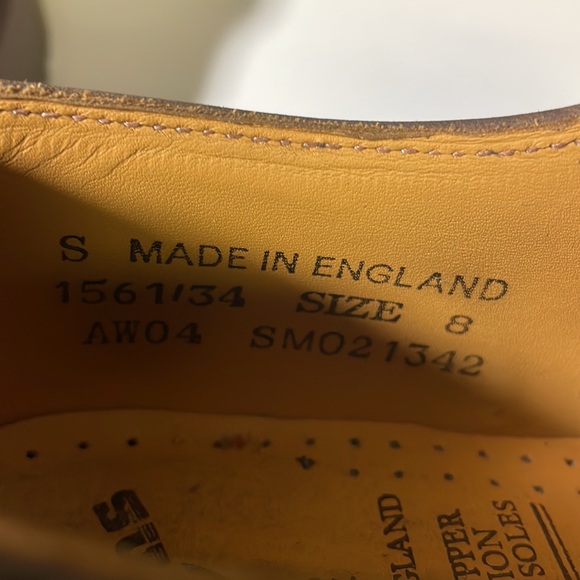 S MADE IN ENGLAND
1561/34 SIZE 8
AW04 SM021342
GLAND
PPER
ION
SOLES